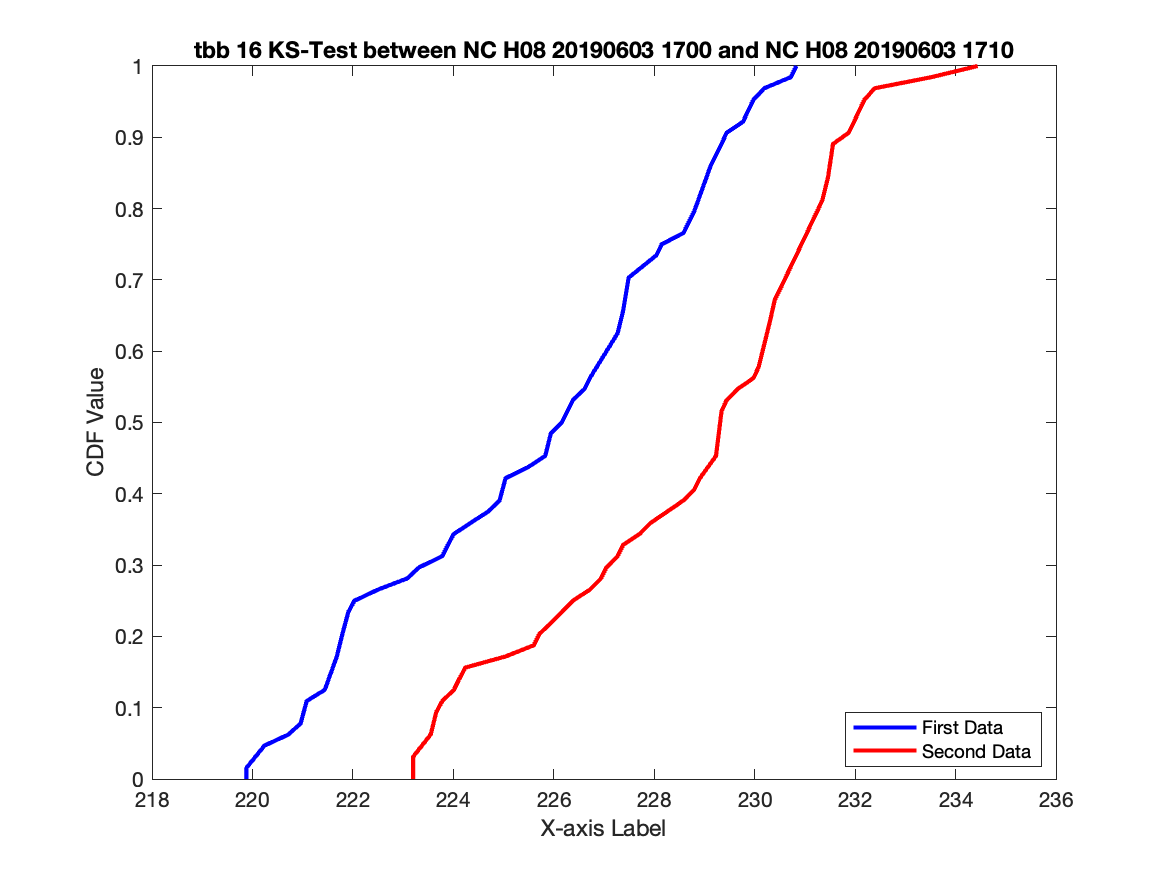 tbb 16 KS-Test between NC H08 20190603 1700 and NC H08 20190603 1710
1
0.9
0.8
0.7
0.6
0.5
0.4
0.3
0.2
0.1
0
CDF Value
First Data
Second Data
218 220 222 224 226 228 230 232 234 236
X-axis Label